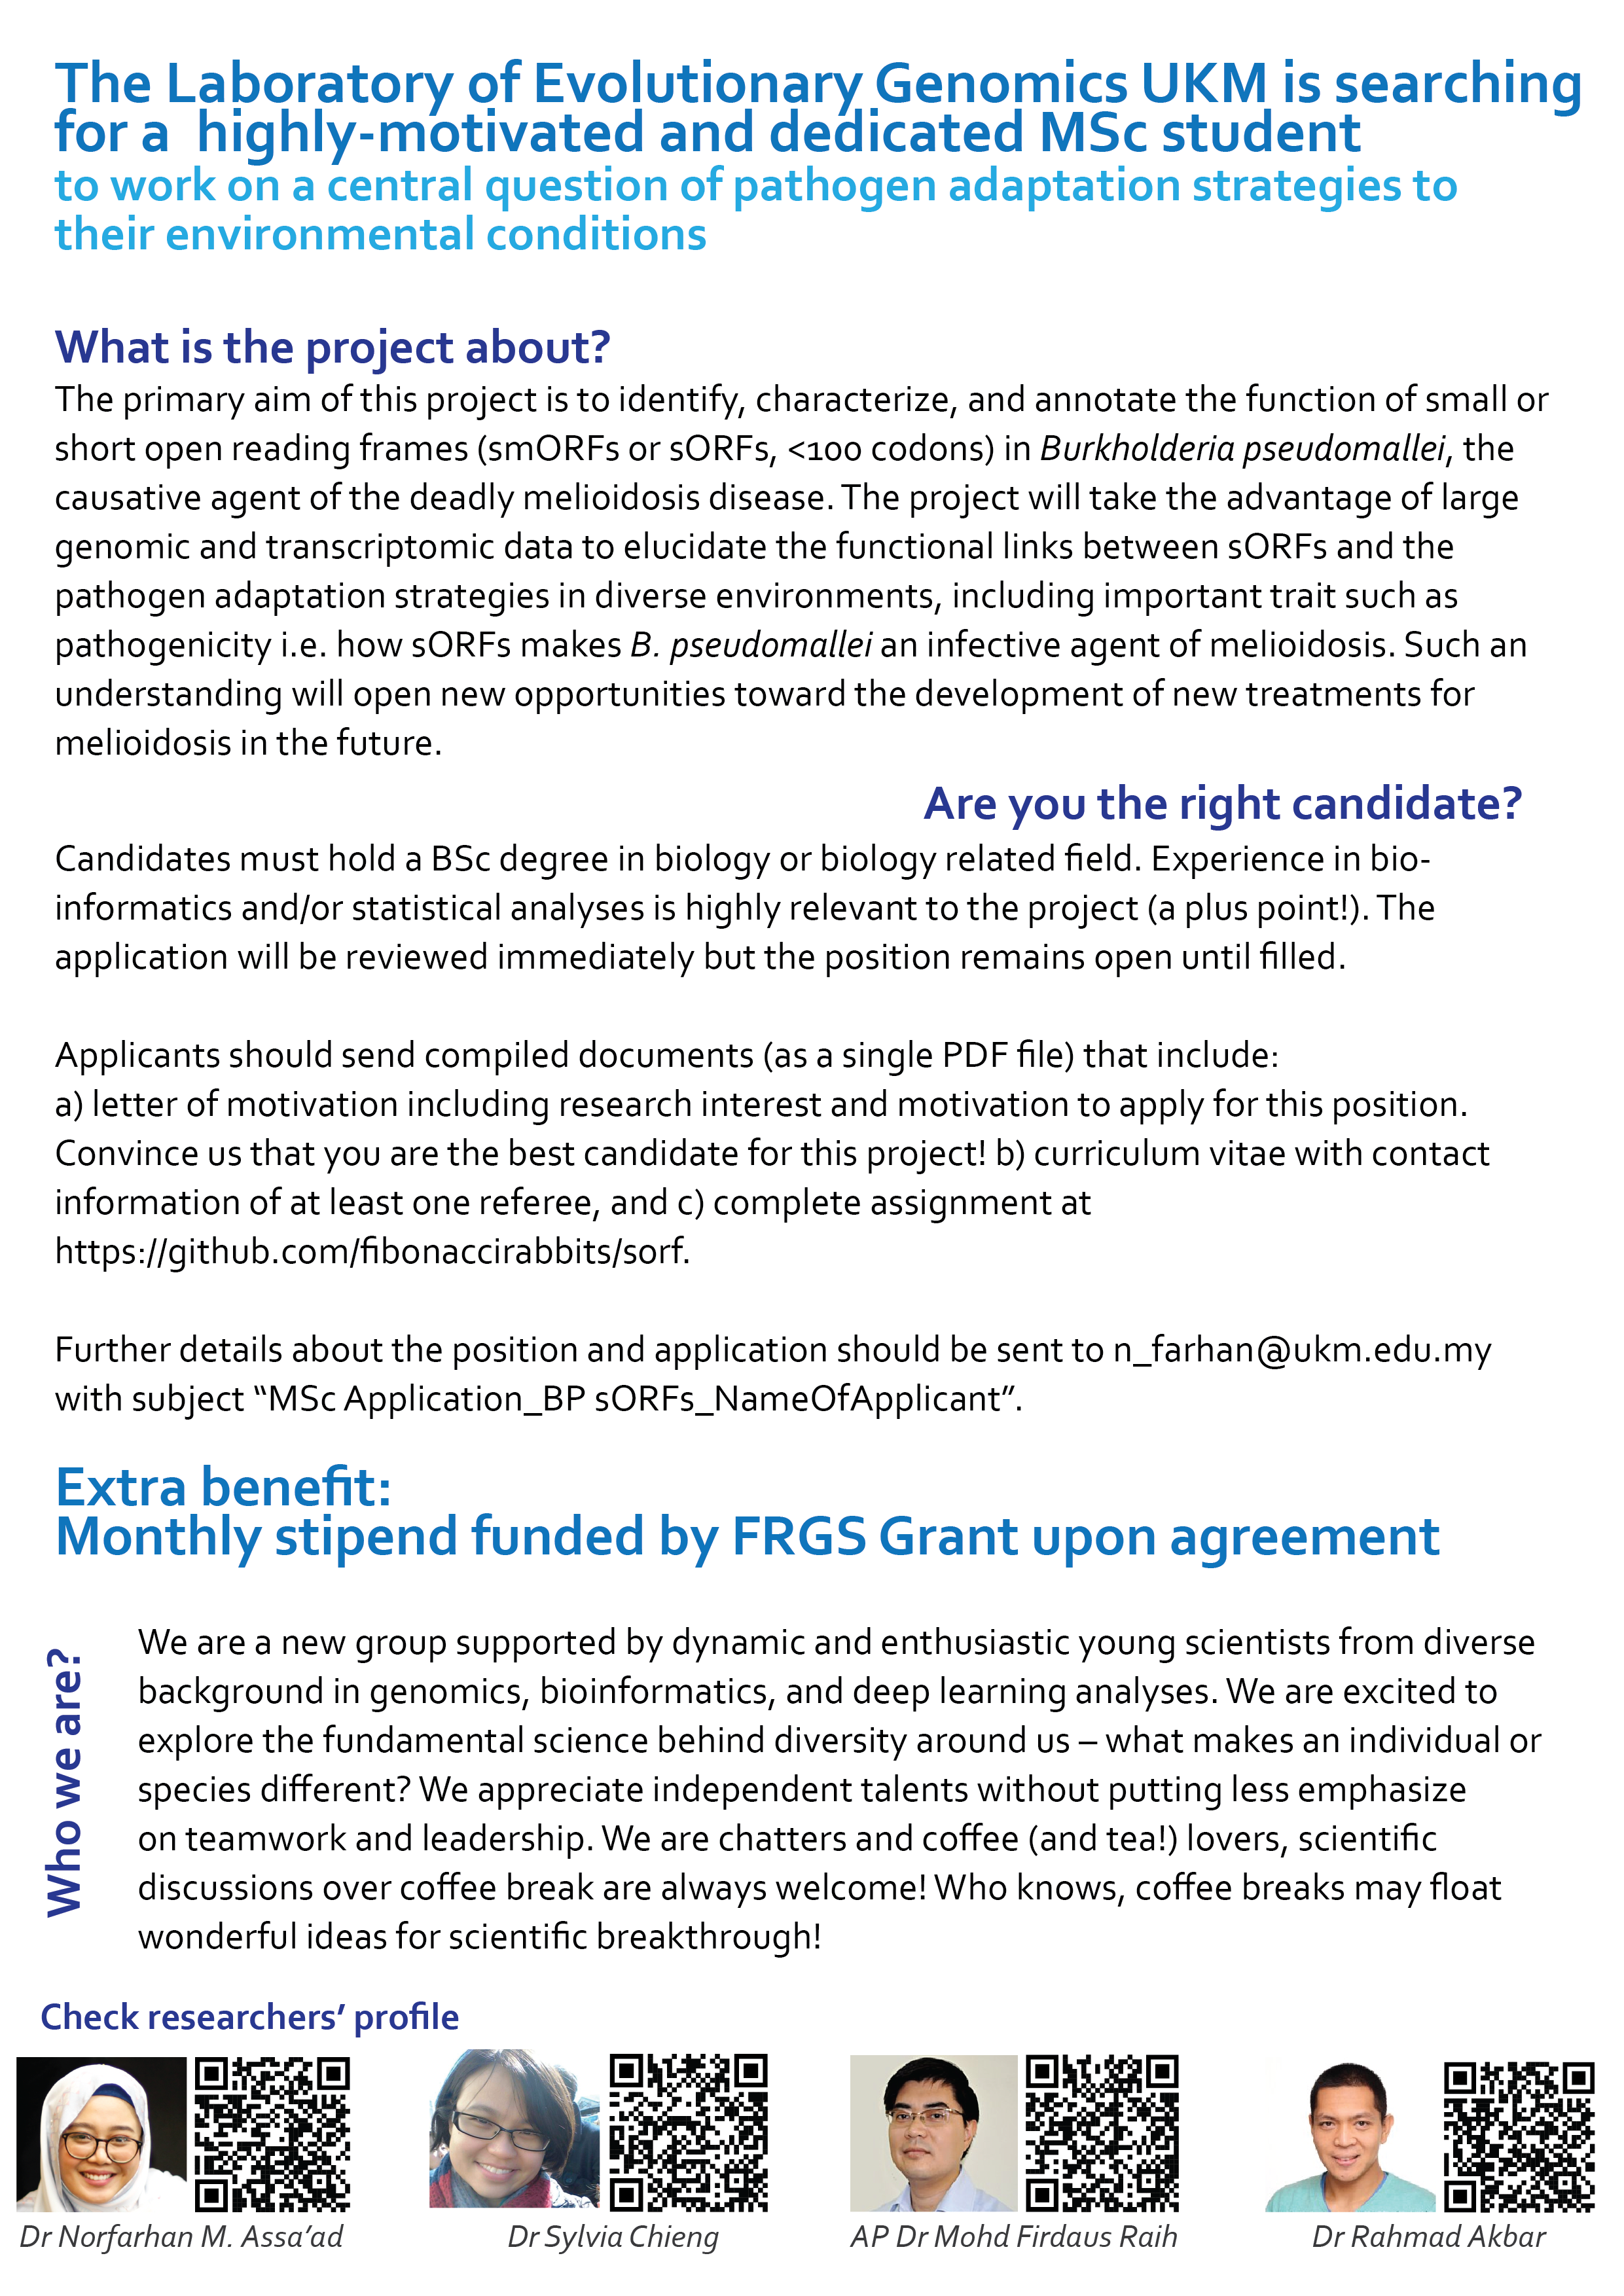 The Laboratory of Evolutionary Genomics UKM is searching
for a  highly-motivated and dedicated MSc student
to work on a central question of pathogen adaptation strategies to
their environmental conditions
What is the project about?
The primary aim of this project is to identify, characterize, and annotate the function of small or
short open reading frames (smORFs or sORFs, <100 codons) in Burkholderia pseudomallei, the
causative agent of the deadly melioidosis disease. The project will take the advantage of large
genomic and transcriptomic data to elucidate the functional links between sORFs and the
pathogen adaptation strategies in diverse environments, including important trait such as
pathogenicity i.e. how sORFs makes B. pseudomallei an infective agent of melioidosis. Such an
understanding will open new opportunities toward the development of new treatments for
melioidosis in the future.
Are you the right candidate?
Candidates must hold a BSc degree in biology or biology related field. Experience in bio-
informatics and/or statistical analyses is highly relevant to the project (a plus point!). The
application will be reviewed immediately but the position remains open until filled.
Applicants should send compiled documents (as a single PDF file) that include:
a) letter of motivation including research interest and motivation to apply for this position.
Convince us that you are the best candidate for this project! b) curriculum vitae with contact
information of at least one referee, and c) complete assignment at
https://github.com/fibonaccirabbits/sorf.
Further details about the position and application should be sent to n_farhan@ukm.edu.my
with subject “MSc Application_BP sORFs_NameOfApplicant”.
Extra benefit:
Monthly stipend funded by FRGS Grant upon agreement
Who we are?
We are a new group supported by dynamic and enthusiastic young scientists from diverse
background in genomics, bioinformatics, and deep learning analyses. We are excited to
explore the fundamental science behind diversity around us – what makes an individual or
species different? We appreciate independent talents without putting less emphasize
on teamwork and leadership. We are chatters and coffee (and tea!) lovers, scientific
discussions over coffee break are always welcome! Who knows, coffee breaks may float
wonderful ideas for scientific breakthrough!
Check researchers’ profile
Dr Norfarhan M. Assa’ad
Dr Sylvia Chieng
AP Dr Mohd Firdaus Raih
Dr Rahmad Akbar